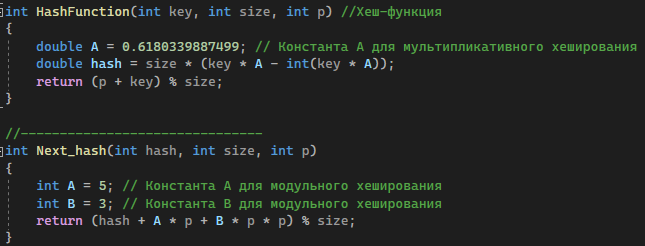 int HashFunction(int key, int size, int p) //Хеш-функция
{
    double A = 0.6180339887499; // Константа А для мультипликативного хеширования
    double hash = size * (key * A - int(key * A));
    return (p + key) % size;
}
//-------------------------------
int Next_hash(int hash, int size, int p)
{
    int A = 5; // Константа А для модульного хеширования
    int B = 3; // Константа В для модульного хеширования
    return (hash + A * p + B * p * p) % size;
}